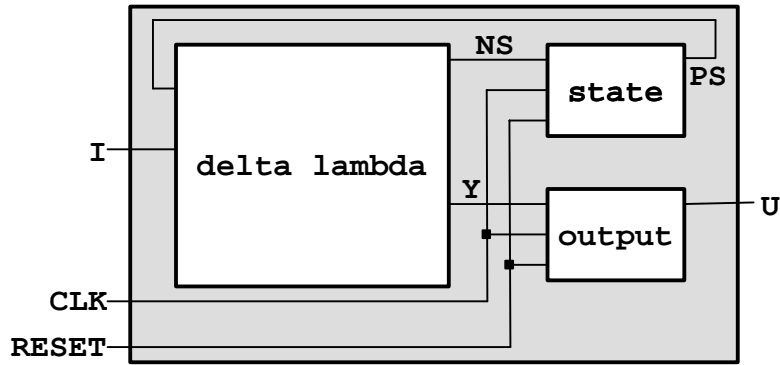 NS
PS
state
I
delta lambda
Y
U
output
CLK
RESET